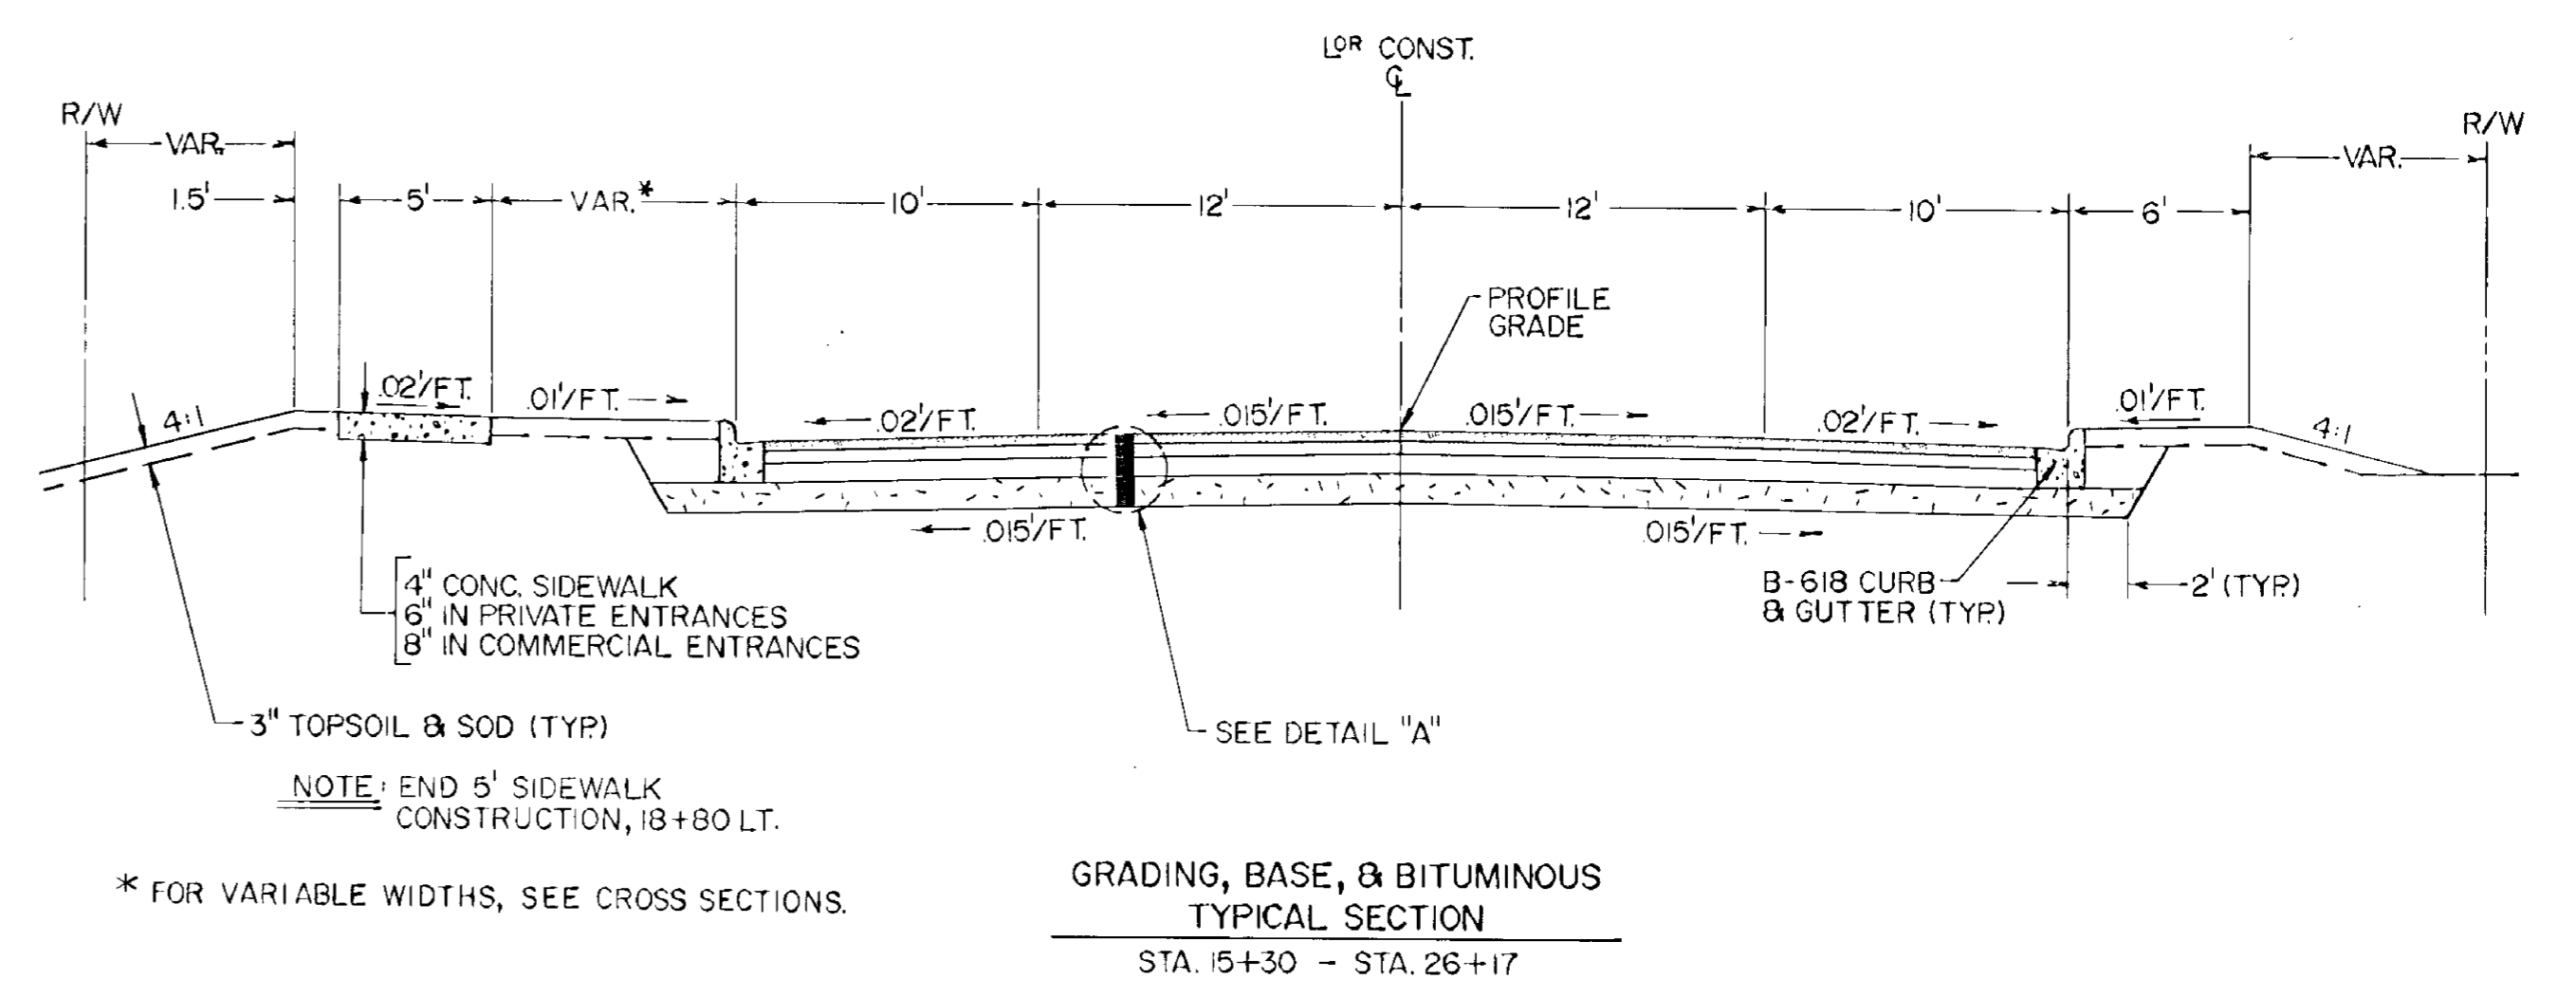 LOR CONST.
℄
R/W
R/W
VAR.
VAR.
1.5'
5'
VAR.*
10'
12'
12'
10'
6'
PROFILE
GRADE
4:1
.02'/FT.
.01'/FT.
.02'/FT.
.015'/FT.
.015'/FT.
.02'/FT.
.01'/FT.
4:1
.015'/FT.
.015'/FT.
4" CONC. SIDEWALK
6" IN PRIVATE ENTRANCES
8" IN COMMERCIAL ENTRANCES
B-618 CURB
& GUTTER (TYP.)
2' (TYP.)
3" TOPSOIL & SOD (TYP.)
SEE DETAIL "A"
NOTE: END 5' SIDEWALK
CONSTRUCTION, 18+80 LT.
* FOR VARIABLE WIDTHS, SEE CROSS SECTIONS.
GRADING, BASE, & BITUMINOUS
TYPICAL SECTION
STA. 15+30 - STA. 26+17